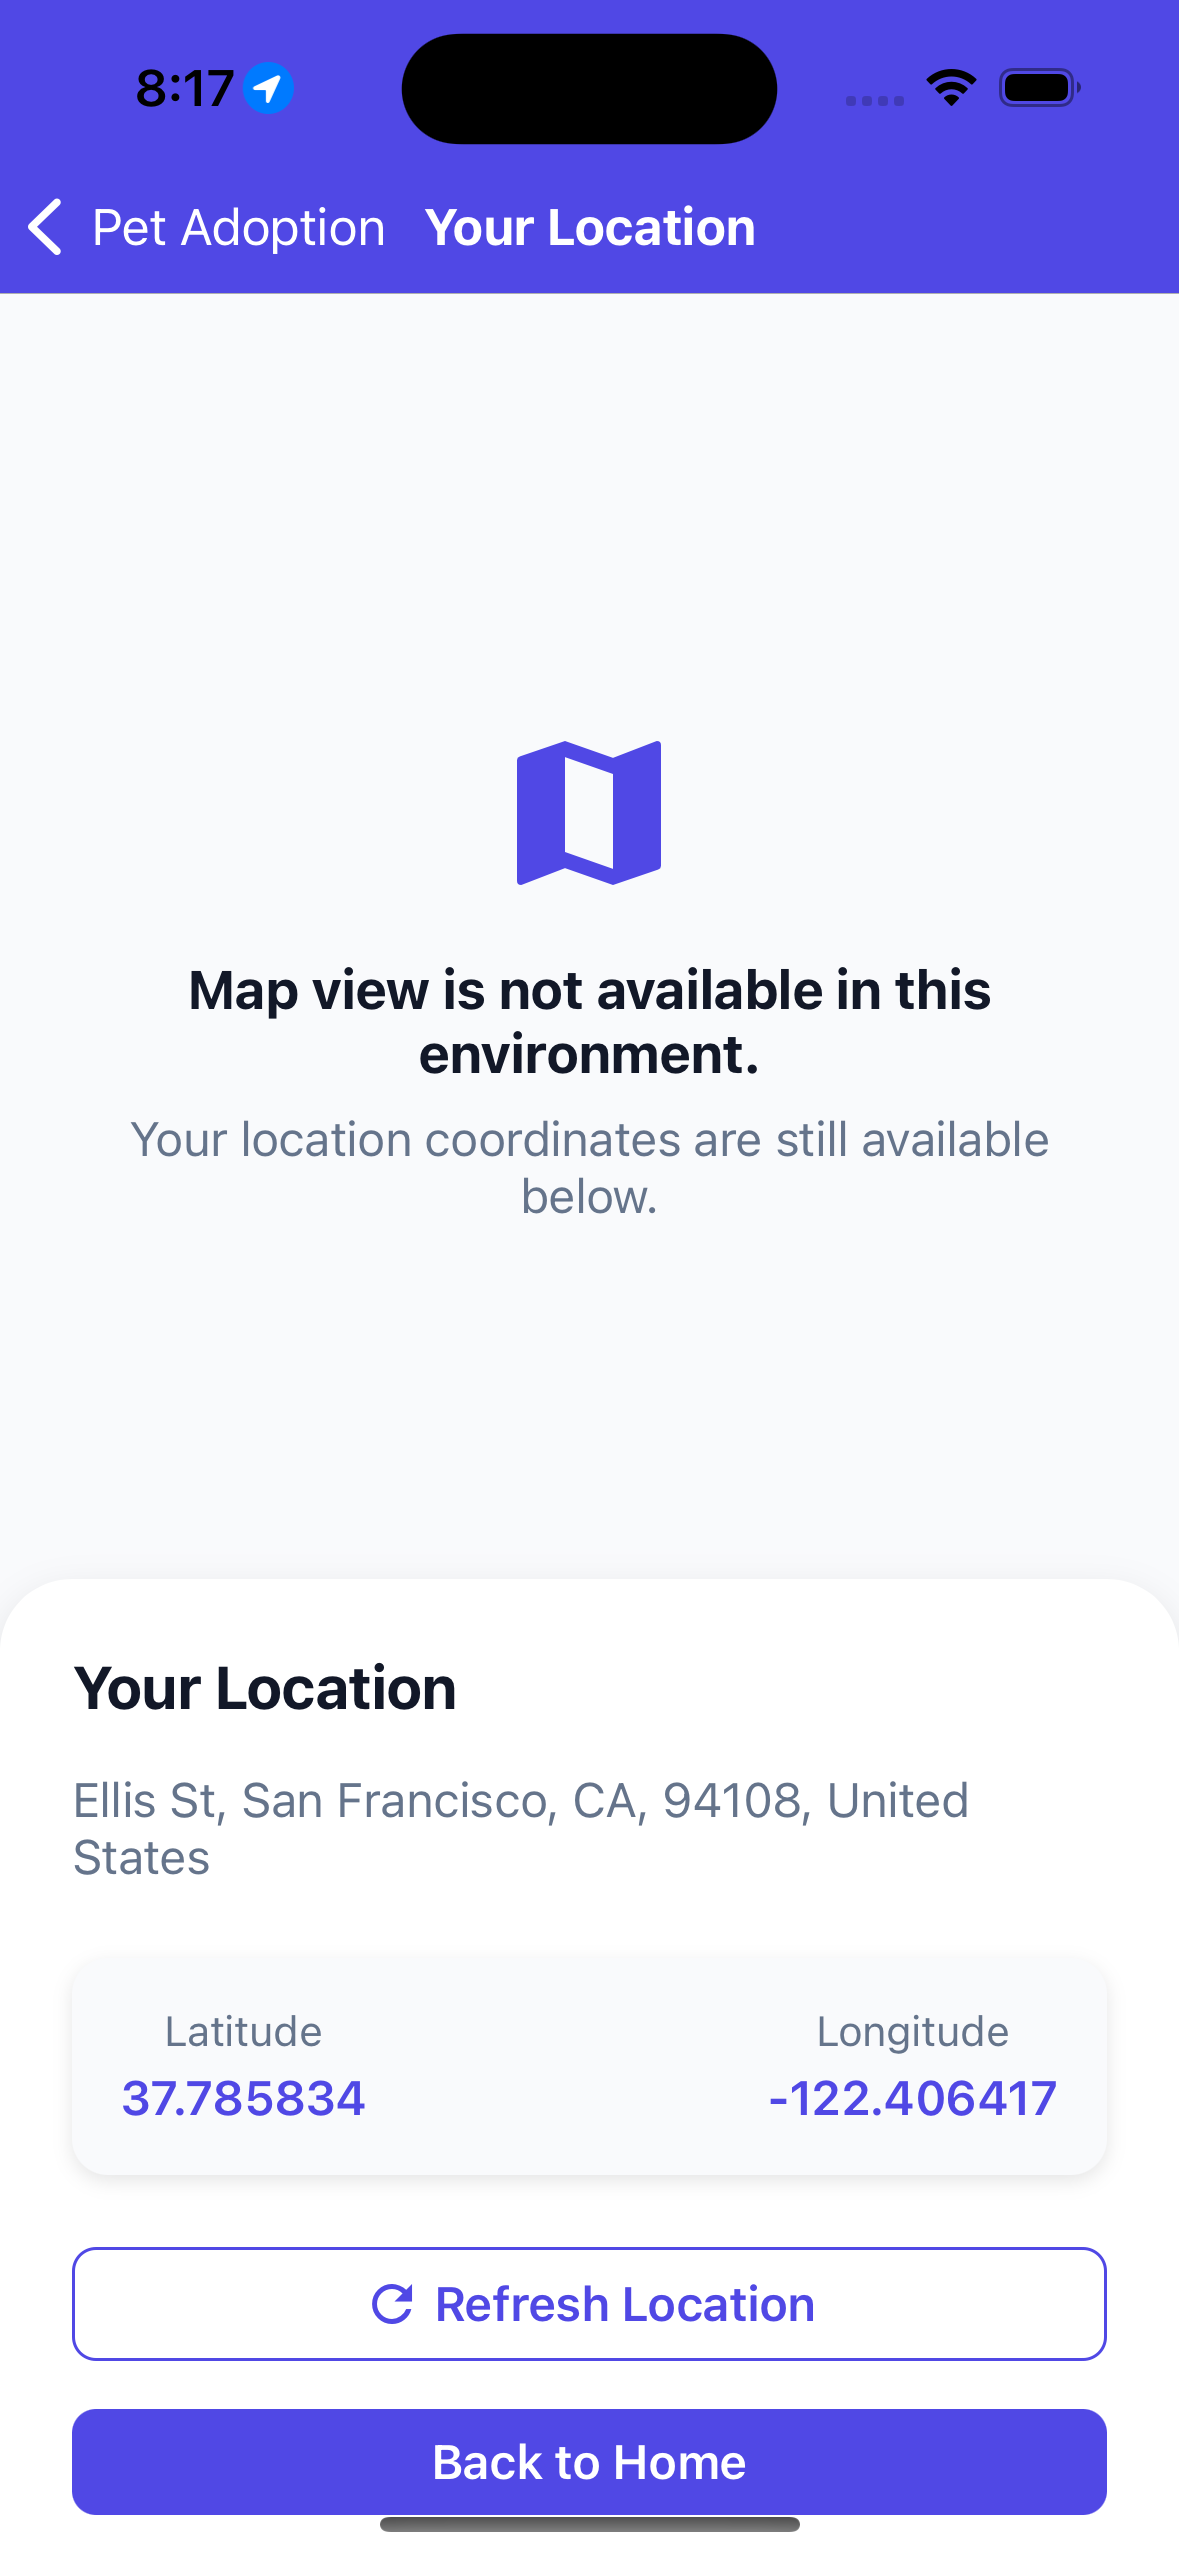 8:17
Pet Adoption
Your Location
Map view is not available in this
environment.
Your location coordinates are still available
below.
Your Location
Ellis St, San Francisco, CA, 94108, United
States
Latitude
Longitude
37.785834
-122.406417
Refresh Location
Back to Home